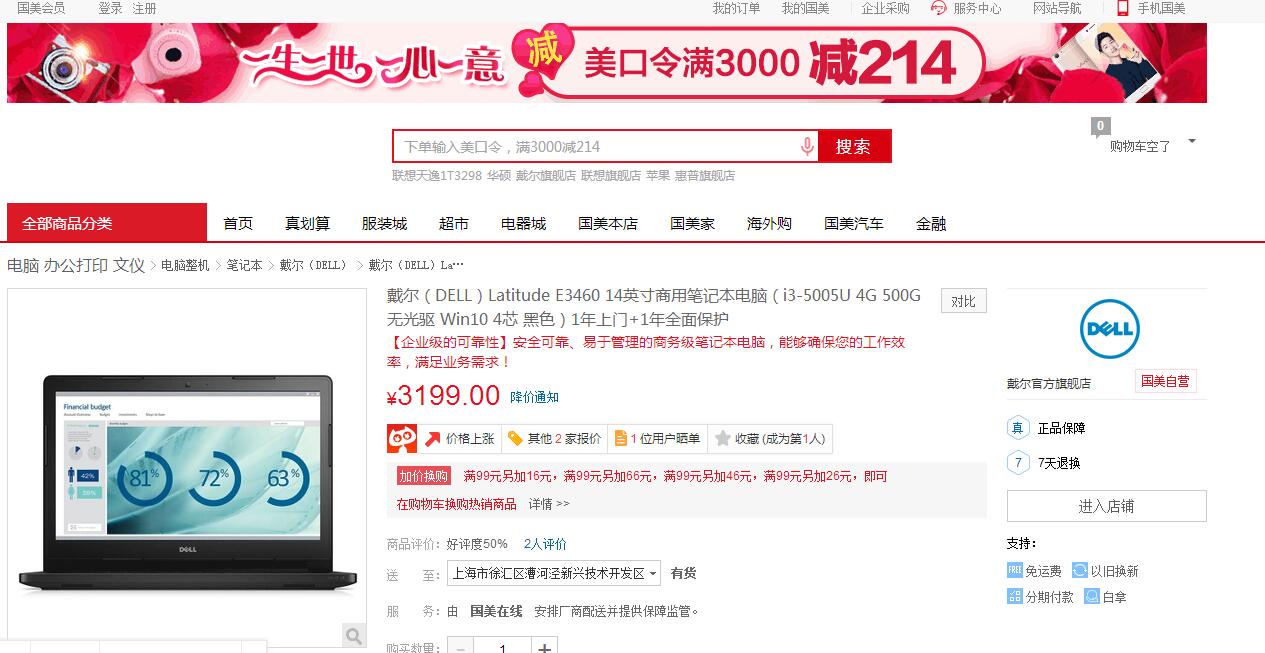 国美会员 登录 注册 我的订单 我的国美 企业采购 服务中心 网站导航 手机国美
一生一世 一心一意 减 美口令满3000 减214
0
购物车空了
下单输入美口令，满3000减214 搜索
联想天逸1T3298 华硕 戴尔旗舰店 联想旗舰店 苹果 惠普旗舰店
全部商品分类 首页 真划算 服装城 超市 电器城 国美本店 国美家 海外购 国美汽车 金融
电脑 办公打印 文仪 > 电脑整机 > 笔记本 > 戴尔（DELL） > 戴尔（DELL）La…
戴尔（DELL）Latitude E3460 14英寸商用笔记本电脑（i3-5005U 4G 500G
无光驱 Win10 4芯 黑色）1年上门+1年全面保护
对比
【企业级的可靠性】安全可靠、易于管理的商务级笔记本电脑，能够确保您的工作效
率，满足业务需求！
¥3199.00 降价通知
价格上涨 其他 2 家报价 1 位用户晒单 收藏 (成为第1人)
加价换购 满99元另加16元，满99元另加66元，满99元另加46元，满99元另加26元，即可
在购物车换购热销商品 详情 >>
商品评价： 好评度50% 2人评价
送 至： 上海市徐汇区漕河泾新兴技术开发区 有货
服 务： 由 国美在线 安排厂商配送并提供保障监管。
购买数量： − 1 +
Financial budget
81%
72%
63%
42%
DELL
DELL
戴尔官方旗舰店 国美自营
真 正品保障
7 7天退换
进入店铺
支持：
FREE 免运费 以旧换新
分期付款 白拿